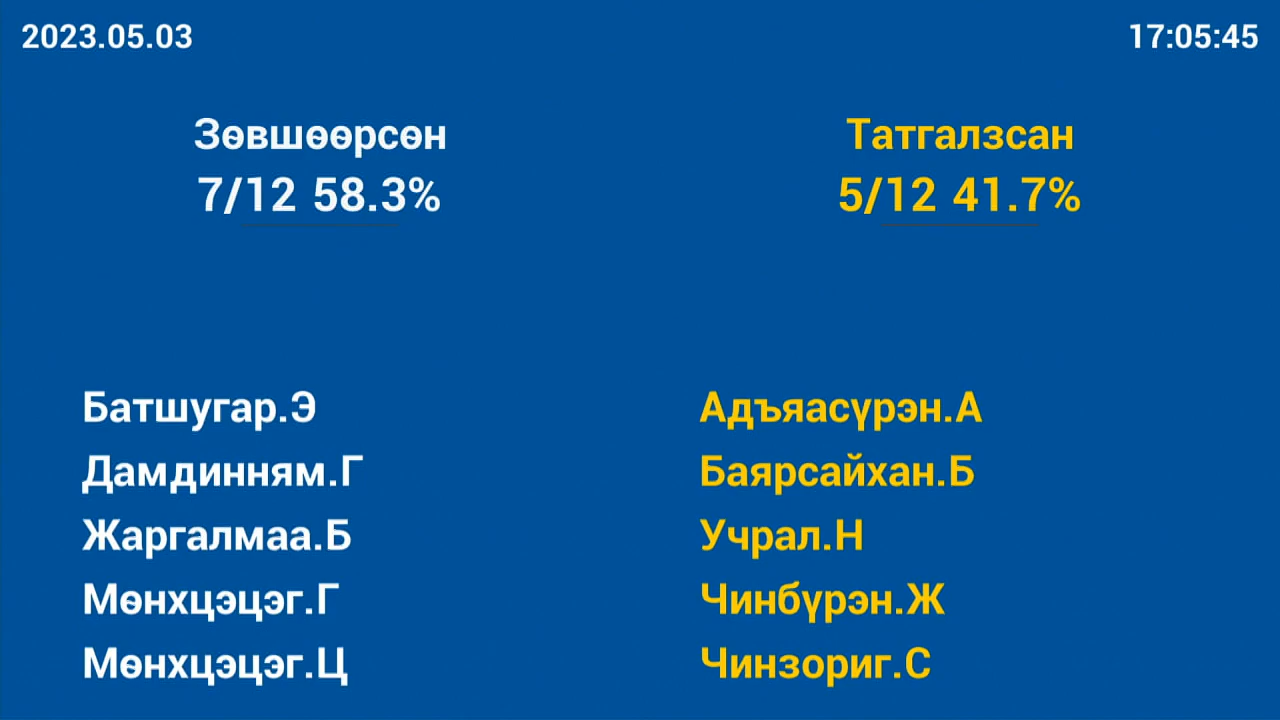 2023.05.03
17:05:45
Зөвшөөрсөн
7/12 58.3%
Татгалзсан
5/12 41.7%
Батшугар.Э
Дамдинням.Г
Жаргалмаа.Б
Мөнхцэцэг.Г
Мөнхцэцэг.Ц
Адъяасүрэн.А
Баярсайхан.Б
Учрал.Н
Чинбүрэн.Ж
Чинзориг.С